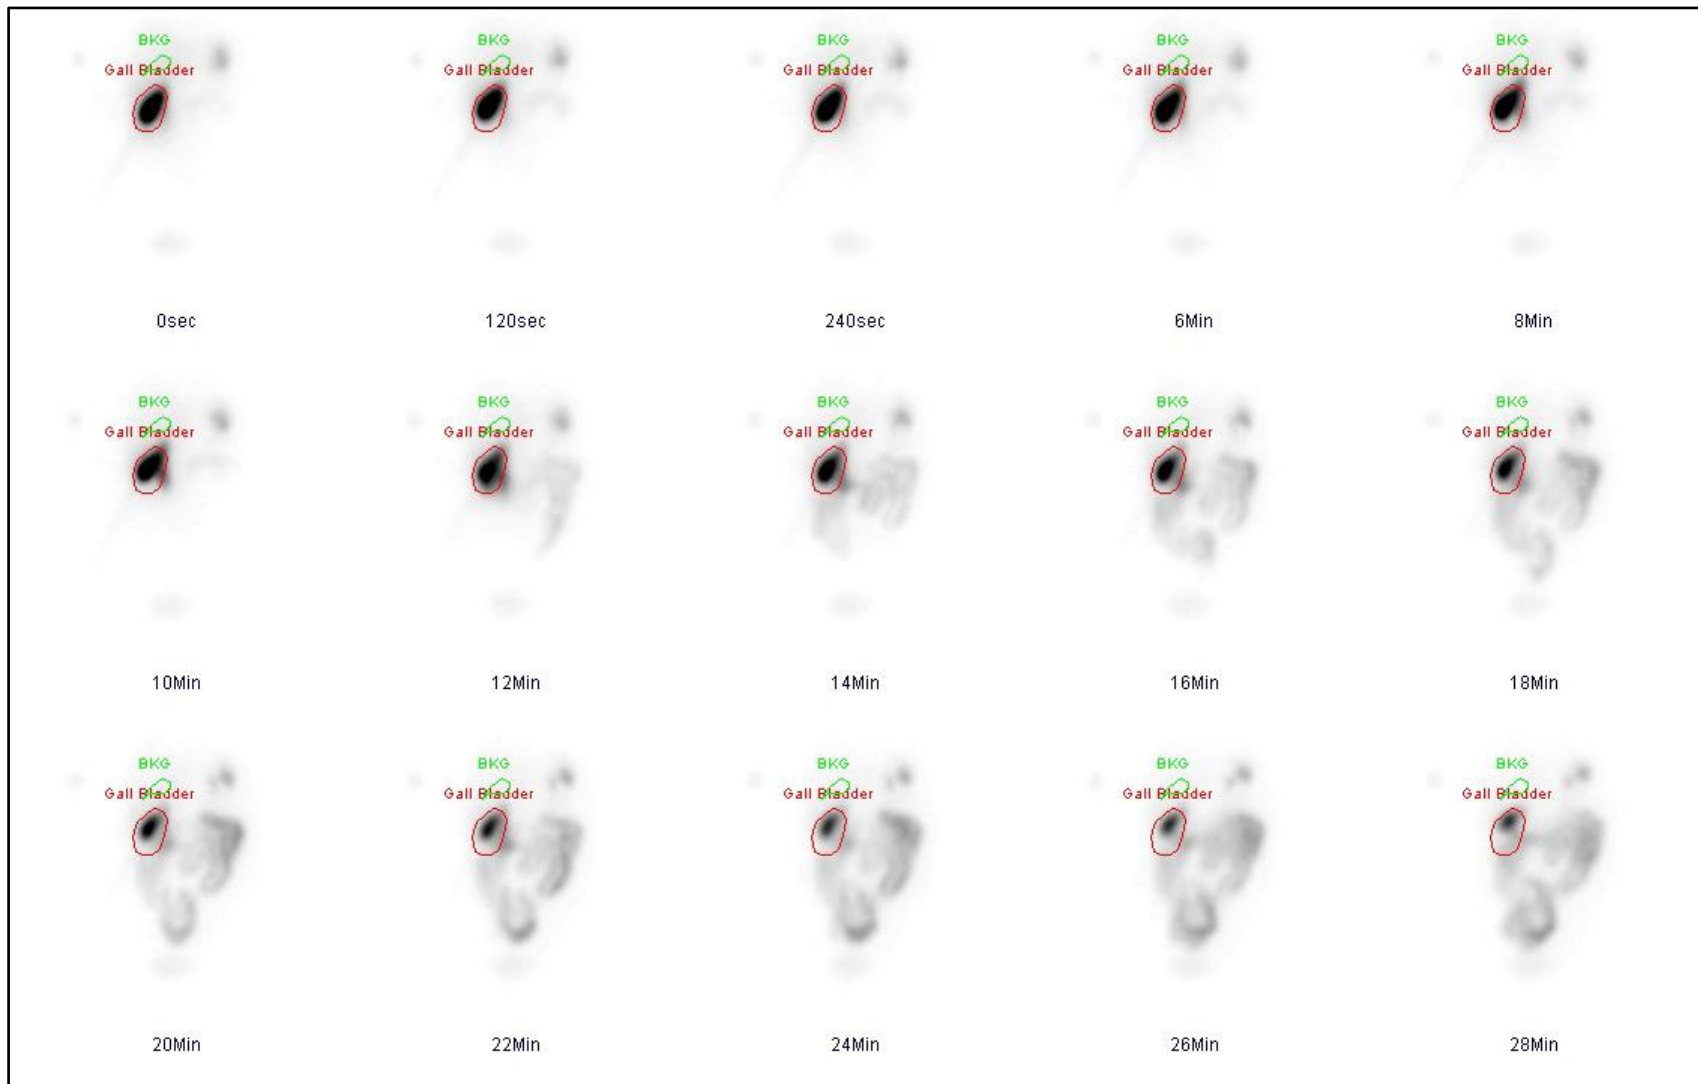 BKG BKG BKG BKG BKG
Gall Bladder Gall Bladder Gall Bladder Gall Bladder Gall Bladder
0sec 120sec 240sec 6Min 8Min
BKG BKG BKG BKG BKG
Gall Bladder Gall Bladder Gall Bladder Gall Bladder Gall Bladder
10Min 12Min 14Min 16Min 18Min
BKG BKG BKG BKG BKG
Gall Bladder Gall Bladder Gall Bladder Gall Bladder Gall Bladder
20Min 22Min 24Min 26Min 28Min